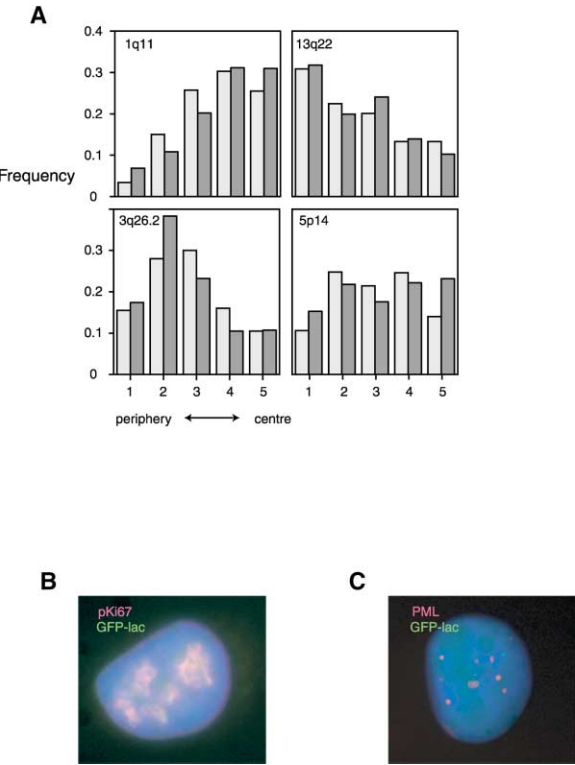 A
0.4
1q11
13q22
0.3
0.2
Frequency
0.1
0
3q26.2
5p14
0.3
0.2
0.1
0
1 2 3 4 5 1 2 3 4 5
periphery centre
B
C
pKi67
GFP-lac
PML
GFP-lac